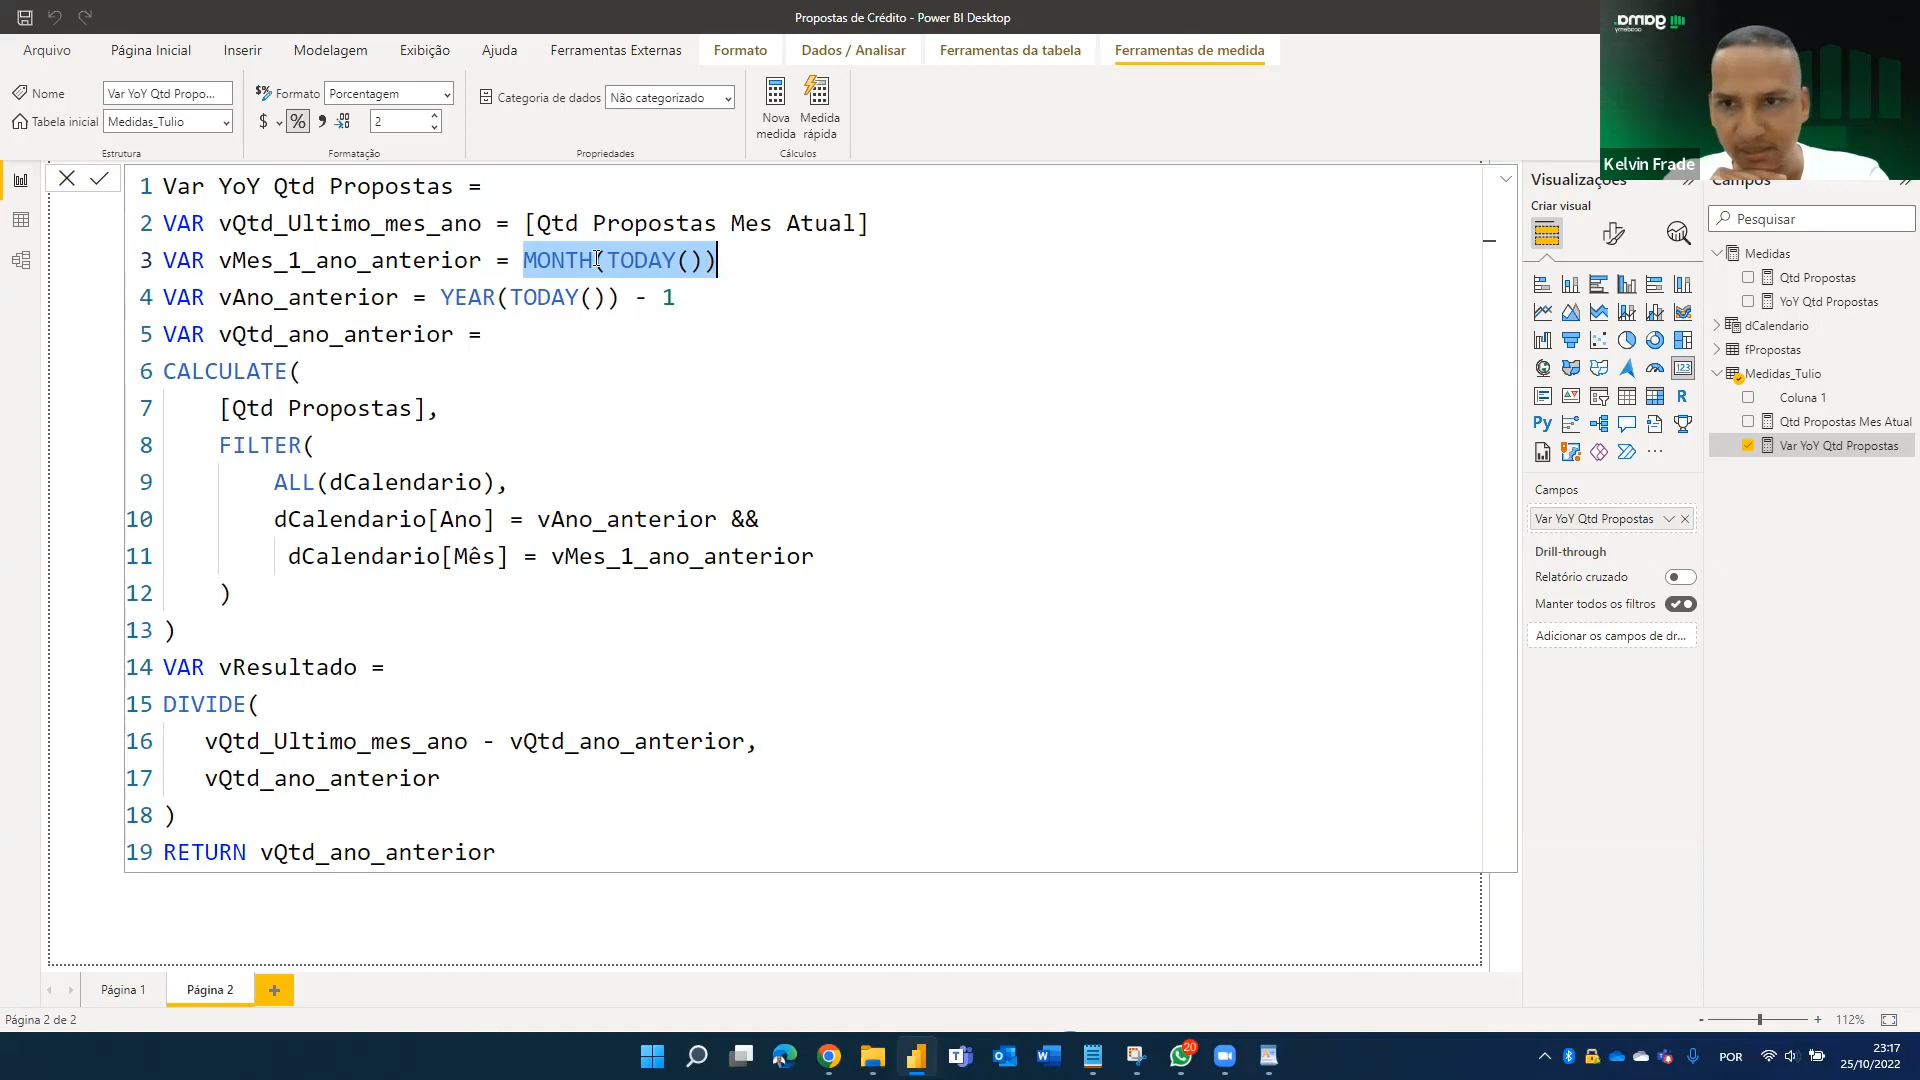 Propostas de Crédito - Power BI Desktop
Arquivo
Página Inicial
Inserir
Modelagem
Exibição
Ajuda
Ferramentas Externas
Formato
Dados / Analisar
Ferramentas da tabela
Ferramentas de medida
Nome
Var YoY Qtd Propo...
Tabela inicial
Medidas_Tulio
Estrutura
Formato
Porcentagem
$
%
2
Formatação
Categoria de dados
Não categorizado
Propriedades
Nova medida
Medida rápida
Cálculos
1 Var YoY Qtd Propostas =
2 VAR vQtd_Ultimo_mes_ano = [Qtd Propostas Mes Atual]
3 VAR vMes_1_ano_anterior = MONTH(TODAY())
4 VAR vAno_anterior = YEAR(TODAY()) - 1
5 VAR vQtd_ano_anterior =
6 CALCULATE(
7 [Qtd Propostas],
8 FILTER(
9 ALL(dCalendario),
10 dCalendario[Ano] = vAno_anterior &&
11 dCalendario[Mês] = vMes_1_ano_anterior
12 )
13 )
14 VAR vResultado =
15 DIVIDE(
16 vQtd_Ultimo_mes_ano - vQtd_ano_anterior,
17 vQtd_ano_anterior
18 )
19 RETURN vQtd_ano_anterior
gama.
academy
Kelvin Frade
Visualizações
Criar visual
123
R
Py
Campos
Var YoY Qtd Propostas
Drill-through
Relatório cruzado
Manter todos os filtros
Adicionar os campos de dr...
Campos
Pesquisar
Medidas
Qtd Propostas
YoY Qtd Propostas
dCalendario
fPropostas
Medidas_Tulio
Coluna 1
Qtd Propostas Mes Atual
Var YoY Qtd Propostas
Página 1
Página 2
+
Página 2 de 2
- + 112%
20
POR
23:17
25/10/2022